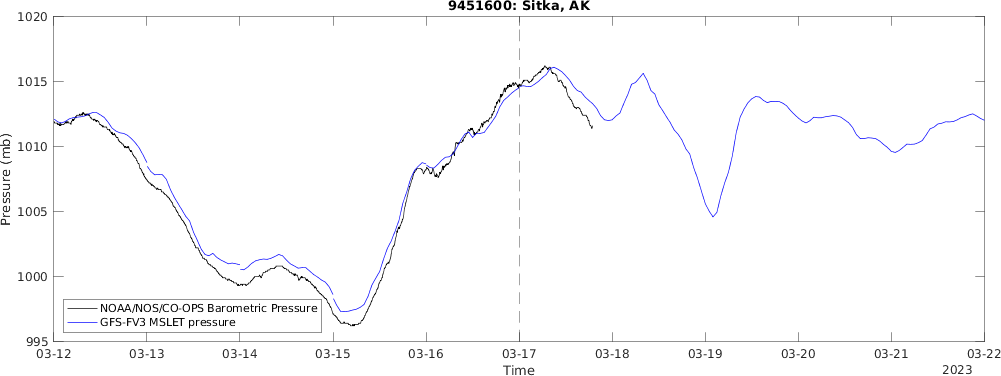 9451600: Sitka, AK
1020
1015
1010
1005
1000
995
Pressure (mb)
NOAA/NOS/CO-OPS Barometric Pressure
GFS-FV3 MSLET pressure
03-12 03-13 03-14 03-15 03-16 03-17 03-18 03-19 03-20 03-21 03-22
Time
2023